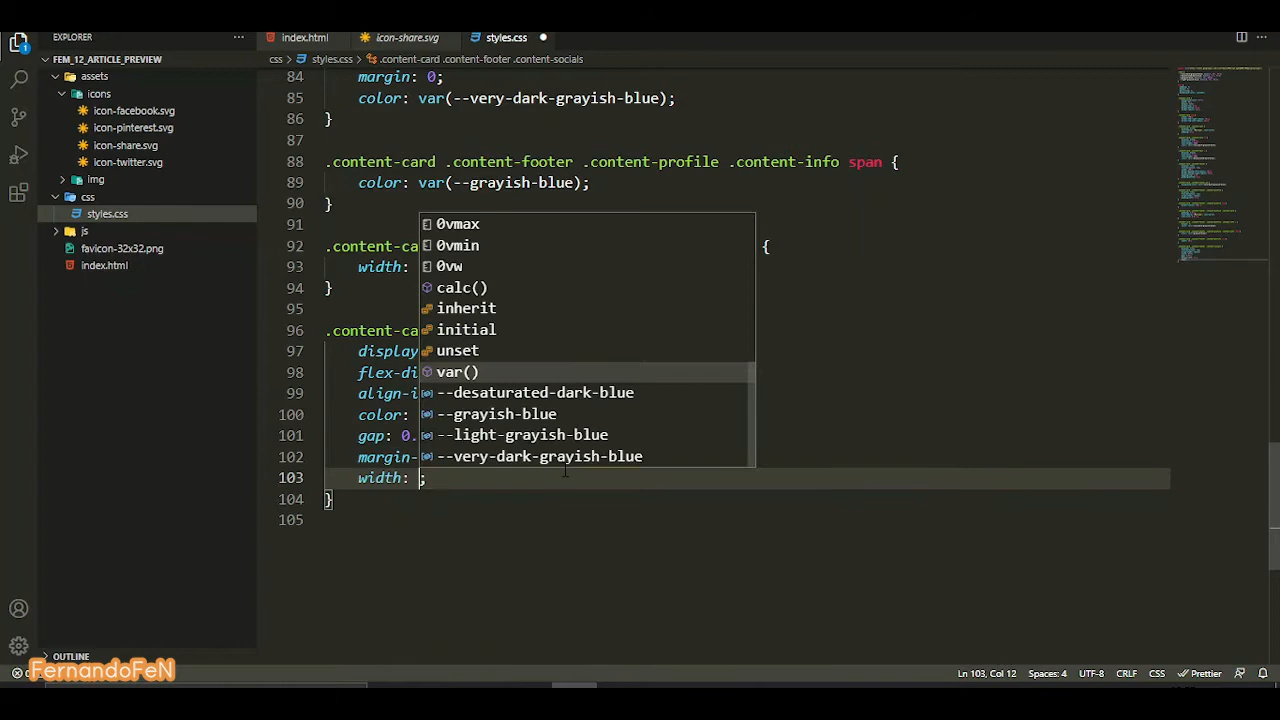 EXPLORER ···
index.html
icon-share.svg
styles.css
FEM_12_ARTICLE_PREVIEW
css > styles.css > .content-card .content-footer .content-socials
assets
icons
icon-facebook.svg
icon-pinterest.svg
icon-share.svg
icon-twitter.svg
img
css
styles.css
js
favicon-32x32.png
index.html
84 margin: 0;
85 color: var(--very-dark-grayish-blue);
86 }
87
88 .content-card .content-footer .content-profile .content-info span {
89 color: var(--grayish-blue);
90 }
91
92 .content-ca {
93 width:
94 }
95
96 .content-ca
97 display
98 flex-di
99 align-i
100 color:
101 gap: 0.
102 margin-
103 width: ;
104 }
105
0vmax
0vmin
0vw
calc()
inherit
initial
unset
var()
--desaturated-dark-blue
--grayish-blue
--light-grayish-blue
--very-dark-grayish-blue
OUTLINE
FernandoFeN
Ln 103, Col 12 Spaces: 4 UTF-8 CRLF CSS Prettier